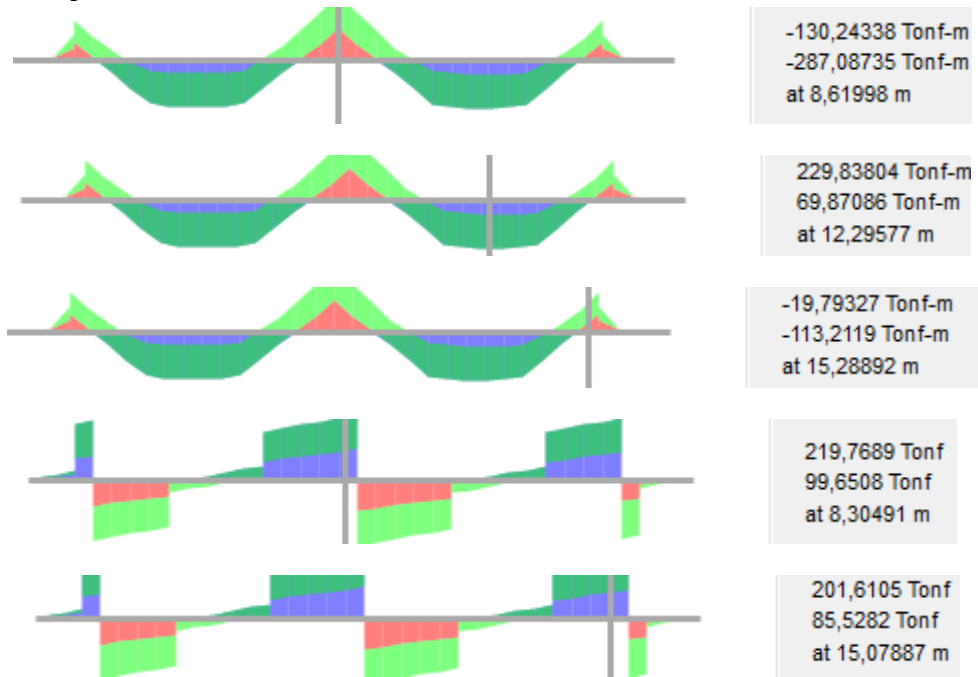 -130,24338 Tonf-m
-287,08735 Tonf-m
at 8,61998 m
229,83804 Tonf-m
69,87086 Tonf-m
at 12,29577 m
-19,79327 Tonf-m
-113,2119 Tonf-m
at 15,28892 m
219,7689 Tonf
99,6508 Tonf
at 8,30491 m
201,6105 Tonf
85,5282 Tonf
at 15,07887 m